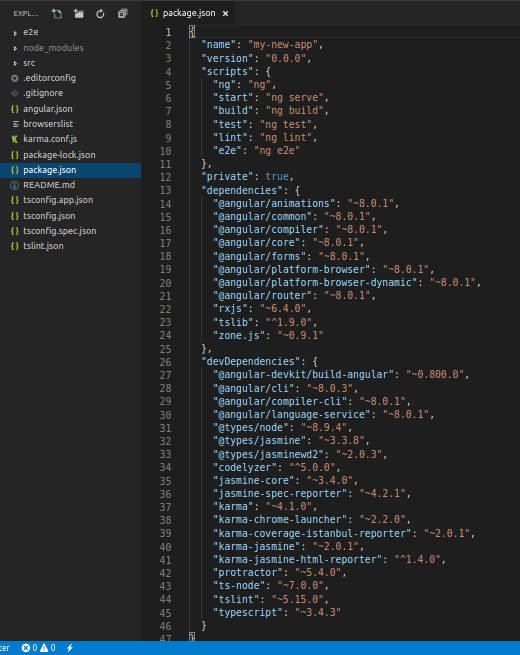 EXPL...
e2e
node_modules
src
.editorconfig
.gitignore
angular.json
browserslist
karma.conf.js
package-lock.json
package.json
README.md
tsconfig.app.json
tsconfig.json
tsconfig.spec.json
tslint.json
package.json
1 {
2 "name": "my-new-app",
3 "version": "0.0.0",
4 "scripts": {
5 "ng": "ng",
6 "start": "ng serve",
7 "build": "ng build",
8 "test": "ng test",
9 "lint": "ng lint",
10 "e2e": "ng e2e"
11 },
12 "private": true,
13 "dependencies": {
14 "@angular/animations": "~8.0.1",
15 "@angular/common": "~8.0.1",
16 "@angular/compiler": "~8.0.1",
17 "@angular/core": "~8.0.1",
18 "@angular/forms": "~8.0.1",
19 "@angular/platform-browser": "~8.0.1",
20 "@angular/platform-browser-dynamic": "~8.0.1",
21 "@angular/router": "~8.0.1",
22 "rxjs": "~6.4.0",
23 "tslib": "^1.9.0",
24 "zone.js": "~0.9.1"
25 },
26 "devDependencies": {
27 "@angular-devkit/build-angular": "~0.800.0",
28 "@angular/cli": "~8.0.3",
29 "@angular/compiler-cli": "~8.0.1",
30 "@angular/language-service": "~8.0.1",
31 "@types/node": "~8.9.4",
32 "@types/jasmine": "~3.3.8",
33 "@types/jasminewd2": "~2.0.3",
34 "codelyzer": "^5.0.0",
35 "jasmine-core": "~3.4.0",
36 "jasmine-spec-reporter": "~4.2.1",
37 "karma": "~4.1.0",
38 "karma-chrome-launcher": "~2.2.0",
39 "karma-coverage-istanbul-reporter": "~2.0.1",
40 "karma-jasmine": "~2.0.1",
41 "karma-jasmine-html-reporter": "^1.4.0",
42 "protractor": "~5.4.0",
43 "ts-node": "~7.0.0",
44 "tslint": "~5.15.0",
45 "typescript": "~3.4.3"
46 }
47 }
ter 0 0